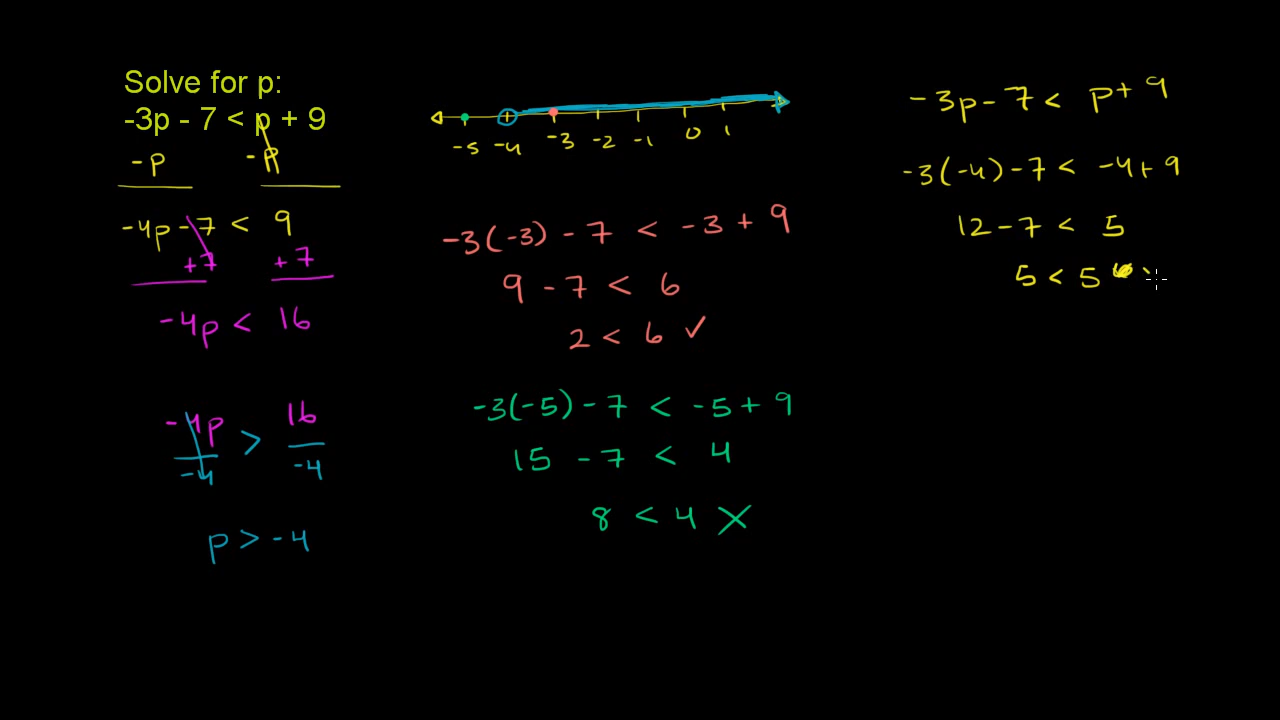 Solve for p:
-3p - 7 < p + 9
-p -p
-4p - 7 < 9
+7 +7
-4p < 16
-4p > 16
-4 -4
p > -4
-5 -4 -3 -2 -1 0 1
-3(-3) - 7 < -3 + 9
9 - 7 < 6
2 < 6 ✓
-3(-5) - 7 < -5 + 9
15 - 7 < 4
8 < 4 X
-3p - 7 < p + 9
-3(-4) - 7 < -4 + 9
12 - 7 < 5
5 < 5